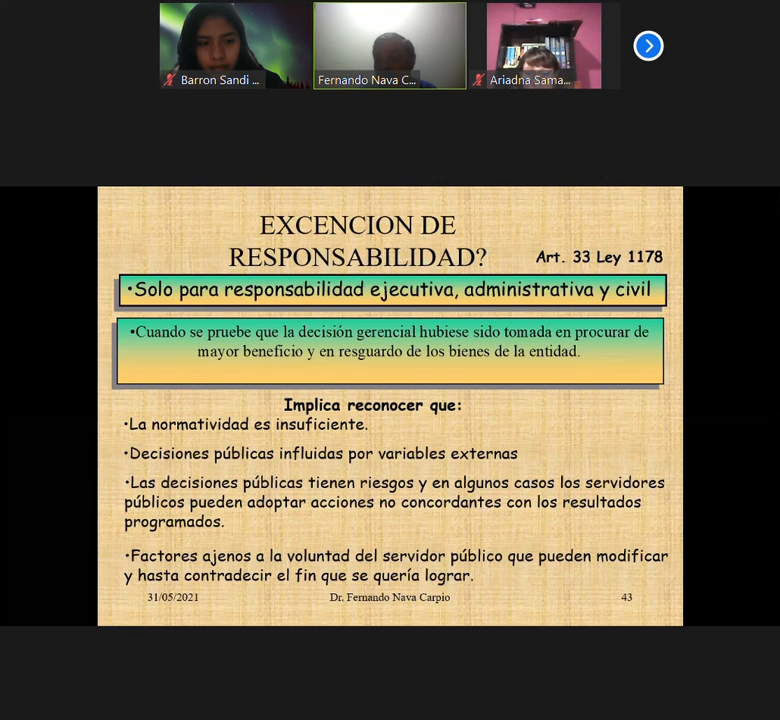 Barron Sandi ...
Fernando Nava C...
Ariadna Sama...
EXCENCION DE
RESPONSABILIDAD?
Art. 33 Ley 1178
•Solo para responsabilidad ejecutiva, administrativa y civil
•Cuando se pruebe que la decisión gerencial hubiese sido tomada en procurar de
mayor beneficio y en resguardo de los bienes de la entidad.
Implica reconocer que:
•La normatividad es insuficiente.
•Decisiones públicas influidas por variables externas
•Las decisiones públicas tienen riesgos y en algunos casos los servidores
públicos pueden adoptar acciones no concordantes con los resultados
programados.
•Factores ajenos a la voluntad del servidor público que pueden modificar
y hasta contradecir el fin que se quería lograr.
31/05/2021
Dr. Fernando Nava Carpio
43